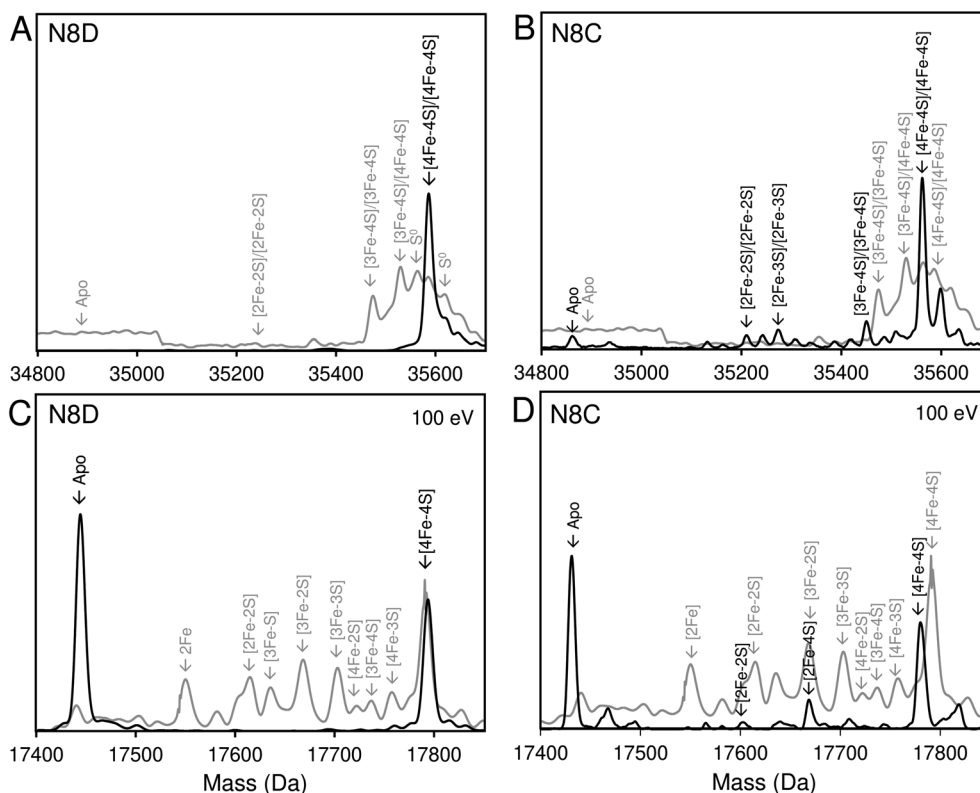 A
N8D
← Apo
← [2Fe-2S]/[2Fe-2S]
← [3Fe-4S]/[3Fe-4S]
← [3Fe-4S]/[4Fe-4S]
← S⁰
← [4Fe-4S]/[4Fe-4S]
← S⁰
34800 35000 35200 35400 35600
B
N8C
← Apo
← Apo
← [2Fe-2S]/[2Fe-2S]
← [2Fe-3S]/[2Fe-3S]
[3Fe-4S]/[3Fe-4S]
← [3Fe-4S]/[3Fe-4S]
← [3Fe-4S]/[4Fe-4S]
← [4Fe-4S]/[4Fe-4S]
← [4Fe-4S]/[4Fe-4S]
34800 35000 35200 35400 35600
C
N8D
100 eV
← Apo
← 2Fe
← [2Fe-2S]
← [3Fe-S]
← [3Fe-2S]
← [3Fe-3S]
← [4Fe-2S]
← [3Fe-4S]
← [4Fe-3S]
← [4Fe-4S]
17400 17500 17600 17700 17800
Mass (Da)
D
N8C
100 eV
← Apo
← [2Fe]
← [2Fe-2S]
← [2Fe-2S]
← [2Fe-4S]
← [3Fe-2S]
← [3Fe-3S]
← [4Fe-2S]
← [3Fe-4S]
← [4Fe-3S]
← [4Fe-4S]
← [4Fe-4S]
17400 17500 17600 17700 17800
Mass (Da)